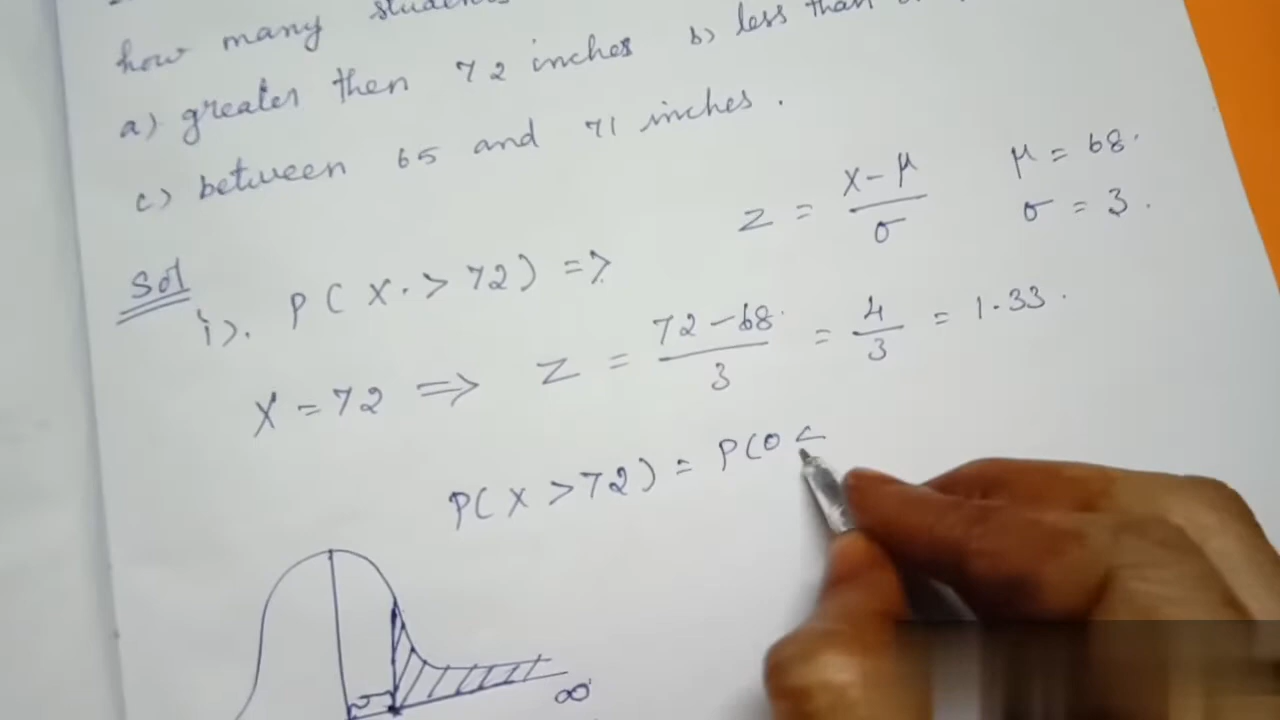 how many
a) greater then 72 inches b) less than
c) between 65 and 71 inches.
z = X-μ/σ μ = 68.
σ = 3.
Sol
i). P(X.>72) =>
X=72 => Z = 72-68/3 = 4/3 = 1.33.
P(X>72) = P(0<
∞